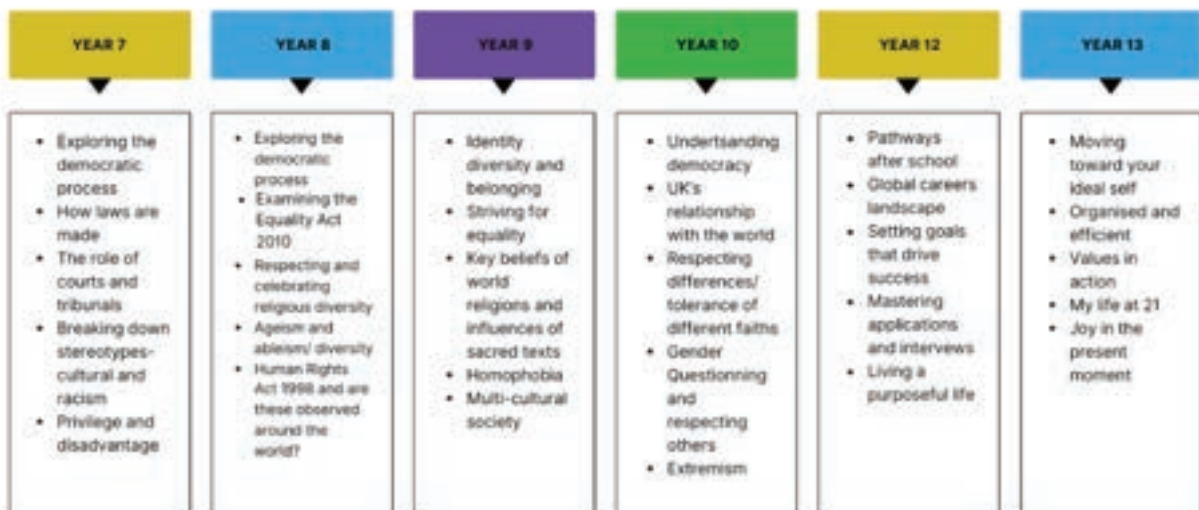 YEAR 7
• Exploring the
democratic
process
• How laws are
made
• The role of
courts and
tribunals
• Breaking down
stereotypes-
cultural and
racism
• Privilege and
disadvantage
YEAR 8
• Exploring the
democratic
process
• Examining the
Equality Act
2010
• Respecting and
celebrating
religious diversity
• Ageism and
ableism/ diversity
• Human Rights
Act 1998 and are
these observed
around the
world?
YEAR 9
• Identity
diversity and
belonging
• Striving for
equality
• Key beliefs of
world
religions and
influences of
sacred texts
• Homophobia
• Multi-cultural
society
YEAR 10
• Undertsanding
democracy
• UK's
relationship
with the world
• Respecting
differences/
tolerance of
different faiths
• Gender
Questionning
and
respecting
others
• Extremism
YEAR 12
• Pathways
after school
• Global careers
landscape
• Setting goals
that drive
success
• Mastering
applications
and intervews
• Living a
purposeful life
YEAR 13
• Moving
toward your
ideal self
• Organised and
efficient
• Values in
action
• My life at 21
• Joy in the
present
moment